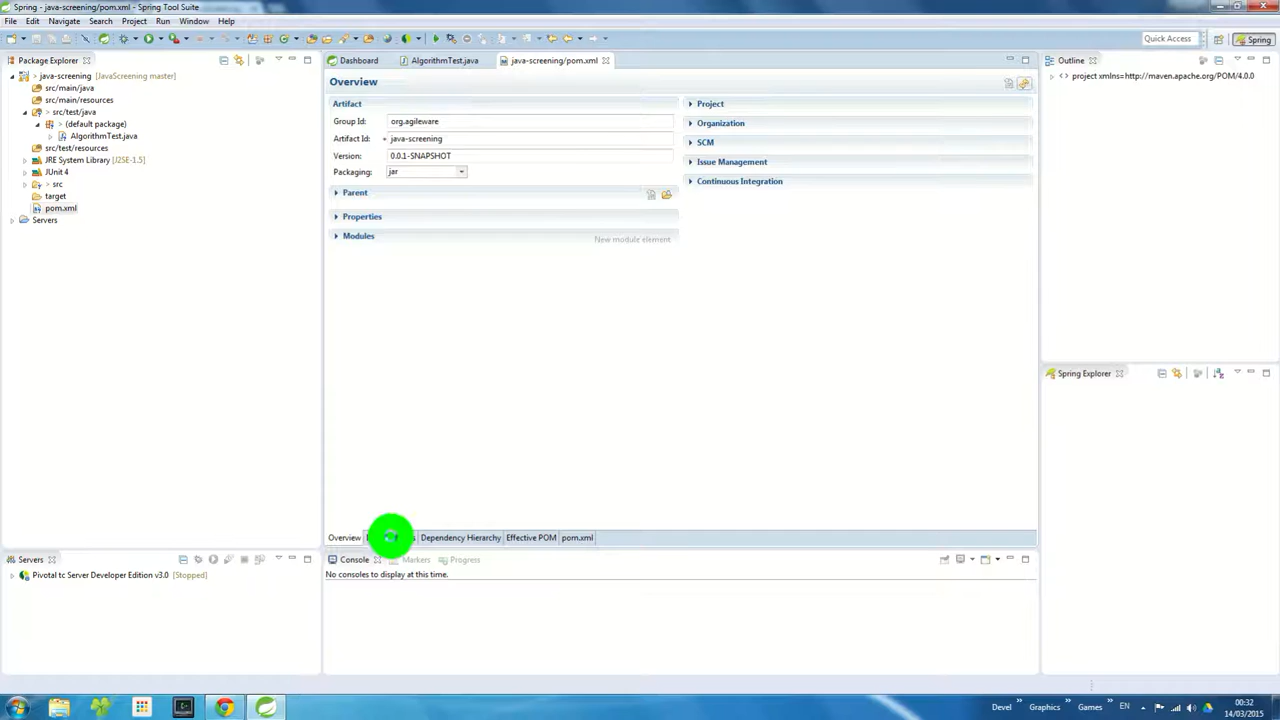 Spring - java-screening/pom.xml - Spring Tool Suite
File Edit Navigate Search Project Run Window Help
Quick Access
Spring
Package Explorer
Dashboard
AlgorithmTest.java
java-screening/pom.xml
Outline
> java-screening [JavaScreening master]
src/main/java
src/main/resources
> src/test/java
> (default package)
> AlgorithmTest.java
src/test/resources
JRE System Library [J2SE-1.5]
JUnit 4
> src
target
pom.xml
Servers
Overview
Artifact
Group Id: org.agileware
Artifact Id: * java-screening
Version: 0.0.1-SNAPSHOT
Packaging: jar
Parent
Properties
Modules
New module element
Project
Organization
SCM
Issue Management
Continuous Integration
project xmlns=http://maven.apache.org/POM/4.0.0
Spring Explorer
Overview
Dependency Hierarchy
Effective POM
pom.xml
Servers
Pivotal tc Server Developer Edition v3.0 [Stopped]
Console
Markers
Progress
No consoles to display at this time.
Devel » Graphics » Games » EN
00:32
14/03/2015